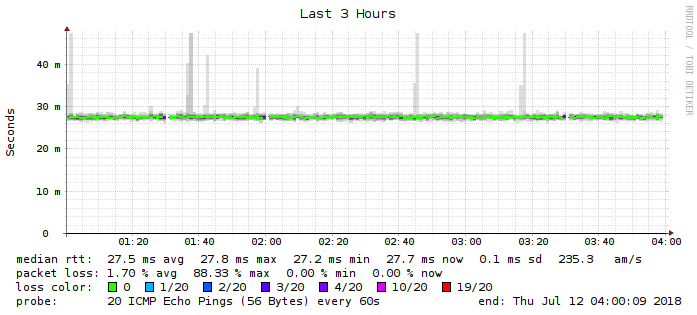 Last 3 Hours
RRDTOOL / TOBI OETIKER
Seconds
40 m
30 m
20 m
10 m
0
01:20 01:40 02:00 02:20 02:40 03:00 03:20 03:40 04:00
median rtt: 27.5 ms avg 27.8 ms max 27.2 ms min 27.7 ms now 0.1 ms sd 235.3 am/s
packet loss: 1.70 % avg 88.33 % max 0.00 % min 0.00 % now
loss color: 0 1/20 2/20 3/20 4/20 10/20 19/20
probe: 20 ICMP Echo Pings (56 Bytes) every 60s end: Thu Jul 12 04:00:09 2018